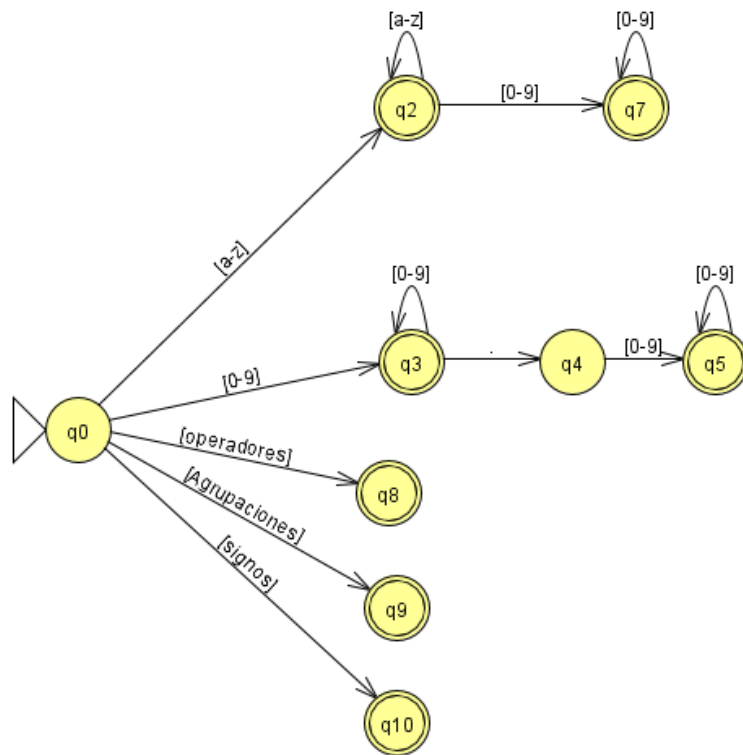 [a-z]
[0-9]
q2
[0-9]
q7
[a-z]
[0-9]
[0-9]
q3
.
q4
[0-9]
q5
[0-9]
q0
[operadores]
q8
[Agrupaciones]
q9
[signos]
q10